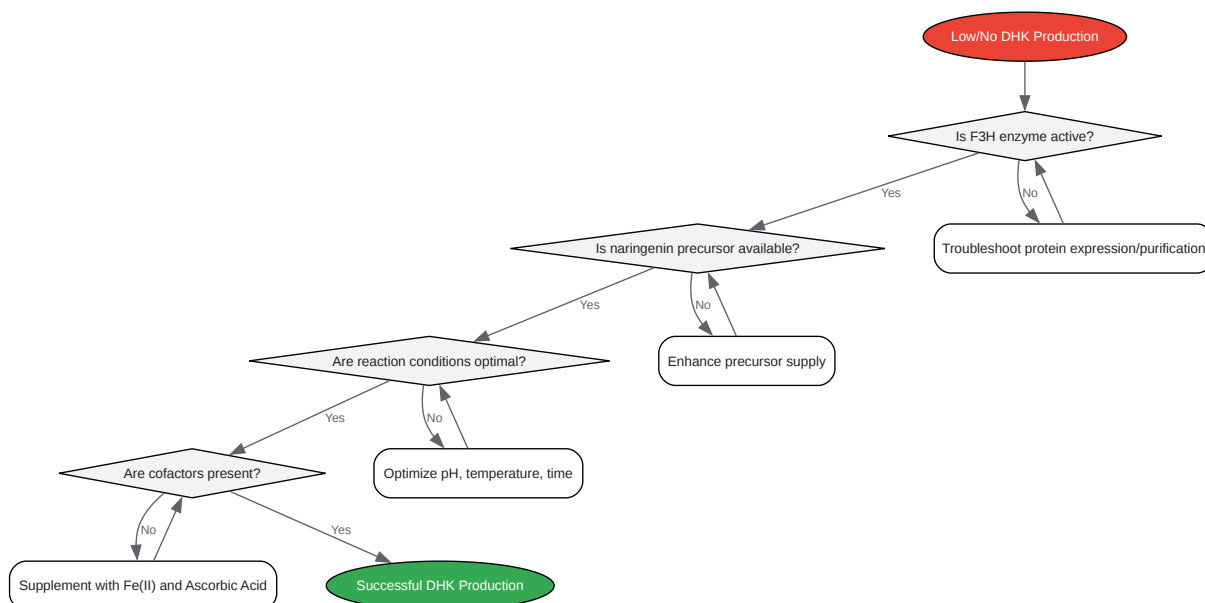 Low/No DHK Production
Is F3H enzyme active?
Yes
No
Is naringenin precursor available?
Troubleshoot protein expression/purification
Yes
No
Are reaction conditions optimal?
Enhance precursor supply
Yes
No
Are cofactors present?
Optimize pH, temperature, time
No
Yes
Supplement with Fe(II) and Ascorbic Acid
Successful DHK Production